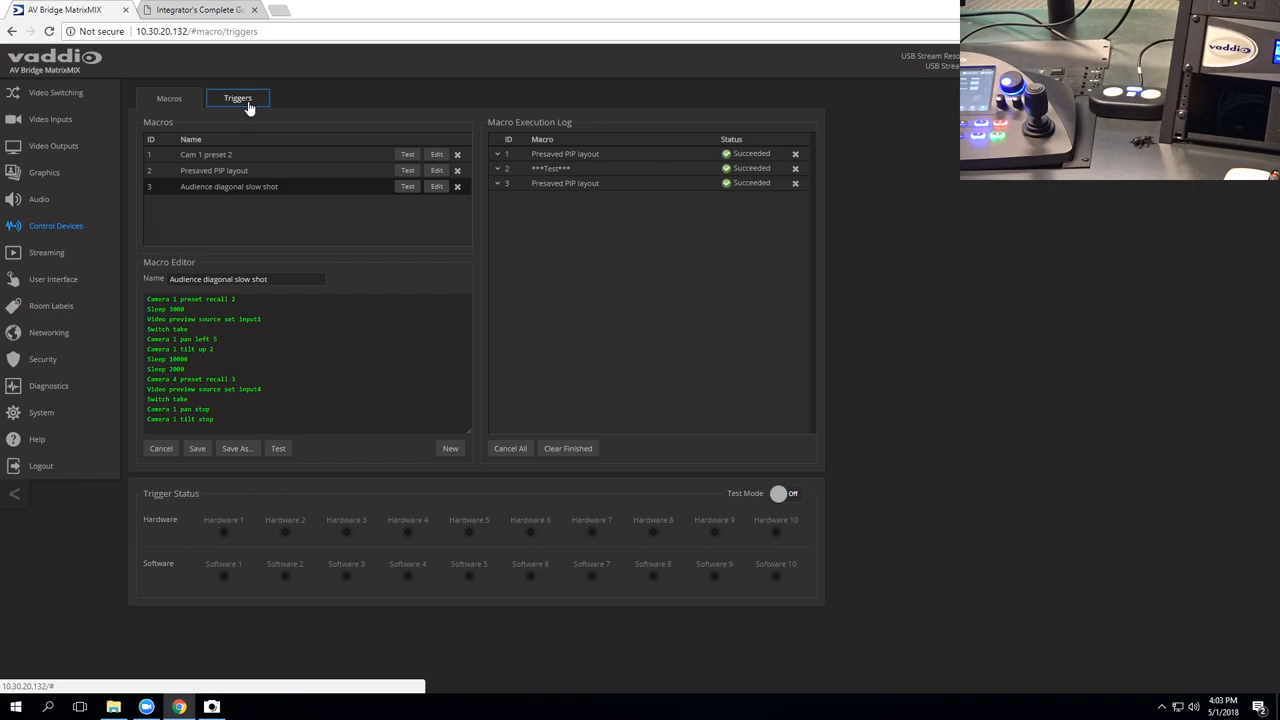 AV Bridge MatrixMIX
Integrator's Complete Gu
Not secure
10.30.20.132/#macro/triggers
vaddio
AV Bridge MatrixMIX
USB Stream Reso
USB Strea
vaddio
Video Switching
Video Inputs
Video Outputs
Graphics
Audio
Control Devices
Streaming
User Interface
Room Labels
Networking
Security
Diagnostics
System
Help
Logout
<
Macros
Triggers
Macros
ID Name
1 Cam 1 preset 2 Test Edit
2 Presaved PIP layout Test Edit
3 Audience diagonal slow shot Test Edit
Macro Editor
Name Audience diagonal slow shot
Camera 1 preset recall 2
Sleep 3000
Video preview source set input1
Switch take
Camera 1 pan left 5
Camera 1 tilt up 2
Sleep 10000
Sleep 2000
Camera 4 preset recall 3
Video preview source set input4
Switch take
Camera 1 pan stop
Camera 1 tilt stop
Cancel Save Save As... Test New
Macro Execution Log
ID Macro Status
1 Presaved PIP layout Succeeded
2 ***Test*** Succeeded
3 Presaved PIP layout Succeeded
Cancel All Clear Finished
Trigger Status Test Mode Off
Hardware Hardware 1 Hardware 2 Hardware 3 Hardware 4 Hardware 5 Hardware 6 Hardware 7 Hardware 8 Hardware 9 Hardware 10
Software Software 1 Software 2 Software 3 Software 4 Software 5 Software 6 Software 7 Software 8 Software 9 Software 10
10.30.20.132/#
4:03 PM
5/1/2018
2